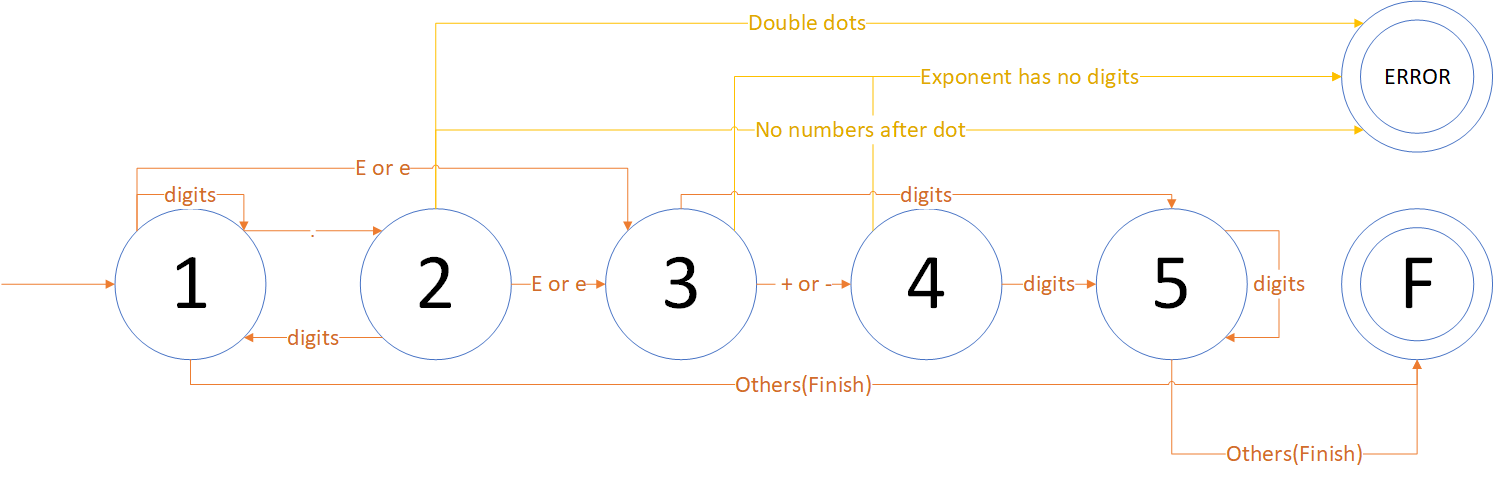 Double dots
ERROR
Exponent has no digits
No numbers after dot
E or e
digits
digits
.
1
2
E or e
3
+ or -
4
digits
5
digits
F
digits
Others(Finish)
Others(Finish)